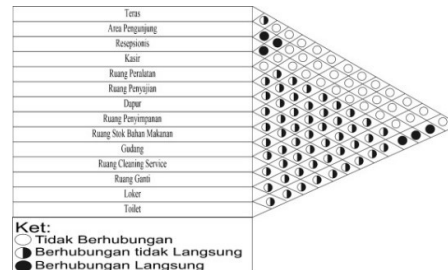 Teras
Area Pengunjung
Resepsionis
Kasir
Ruang Peralatan
Ruang Penyajian
Dapur
Ruang Penyimpanan
Ruang Stok Bahan Makanan
Gudang
Ruang Cleaning Service
Ruang Ganti
Loker
Toilet
Ket:
Tidak Berhubungan
Berhubungan tidak Langsung
Berhubungan Langsung